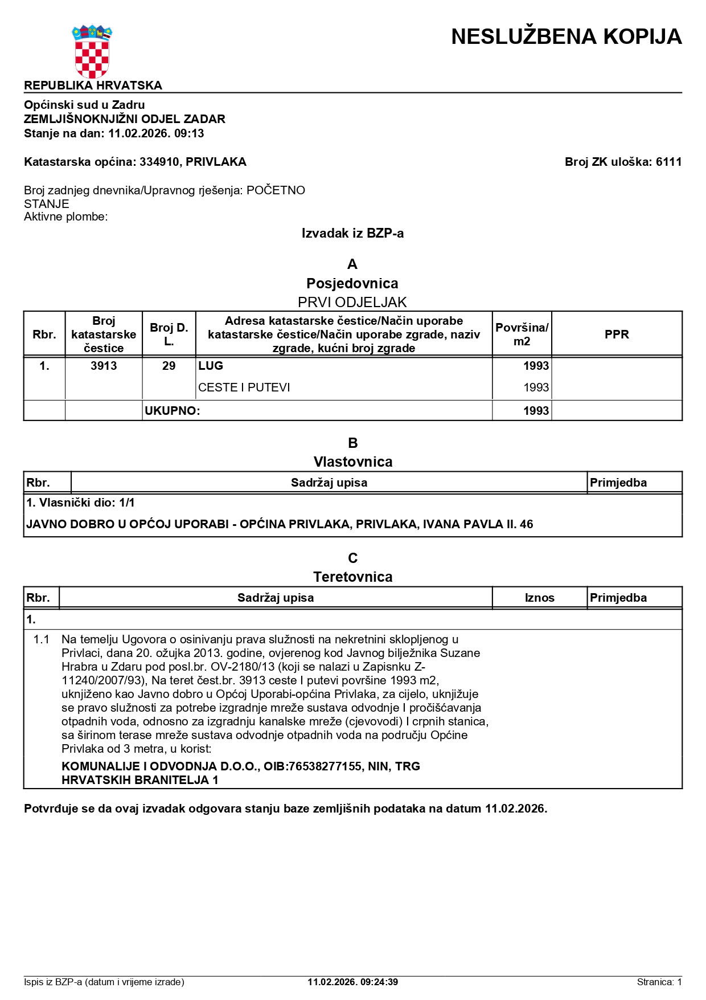 NESLUŽBENA KOPIJA
REPUBLIKA HRVATSKA
Općinski sud u Zadru
ZEMLJIŠNOKNJIŽNI ODJEL ZADAR
Stanje na dan: 11.02.2026. 09:13
Katastarska općina: 334910, PRIVLAKA Broj ZK uloška: 6111
Broj zadnjeg dnevnika/Upravnog rješenja: POČETNO
STANJE
Aktivne plombe:
Izvadak iz BZP-a
A
Posjedovnica
PRVI ODJELJAK
Rbr. Broj katastarske čestice Broj D. L. Adresa katastarske čestice/Način uporabe katastarske čestice/Način uporabe zgrade, naziv zgrade, kućni broj zgrade Površina/ m2 PPR
1. 3913 29 LUG 1993
CESTE I PUTEVI 1993
UKUPNO: 1993
B
Vlastovnica
Rbr. Sadržaj upisa Primjedba
1. Vlasnički dio: 1/1
JAVNO DOBRO U OPĆOJ UPORABI - OPĆINA PRIVLAKA, PRIVLAKA, IVANA PAVLA II. 46
C
Teretovnica
Rbr. Sadržaj upisa Iznos Primjedba
1.
1.1 Na temelju Ugovora o osinivanju prava služnosti na nekretnini sklopljenog u
Privlaci, dana 20. ožujka 2013. godine, ovjerenog kod Javnog bilježnika Suzane
Hrabra u Zdaru pod posl.br. OV-2180/13 (koji se nalazi u Zapisnku Z-
11240/2007/93), Na teret čest.br. 3913 ceste I putevi površine 1993 m2,
uknjiženo kao Javno dobro u Općoj Uporabi-općina Privlaka, za cijelo, uknjižuje
se pravo služnosti za potrebe izgradnje mreže sustava odvodnje I pročišćavanja
otpadnih voda, odnosno za izgradnju kanalske mreže (cjevovodi) I crpnih stanica,
sa širinom terase mreže sustava odvodnje otpadnih voda na području Općine
Privlaka od 3 metra, u korist:
KOMUNALIJE I ODVODNJA D.O.O., OIB:76538277155, NIN, TRG
HRVATSKIH BRANITELJA 1
Potvrđuje se da ovaj izvadak odgovara stanju baze zemljišnih podataka na datum 11.02.2026.
Ispis iz BZP-a (datum i vrijeme izrade) 11.02.2026. 09:24:39 Stranica: 1